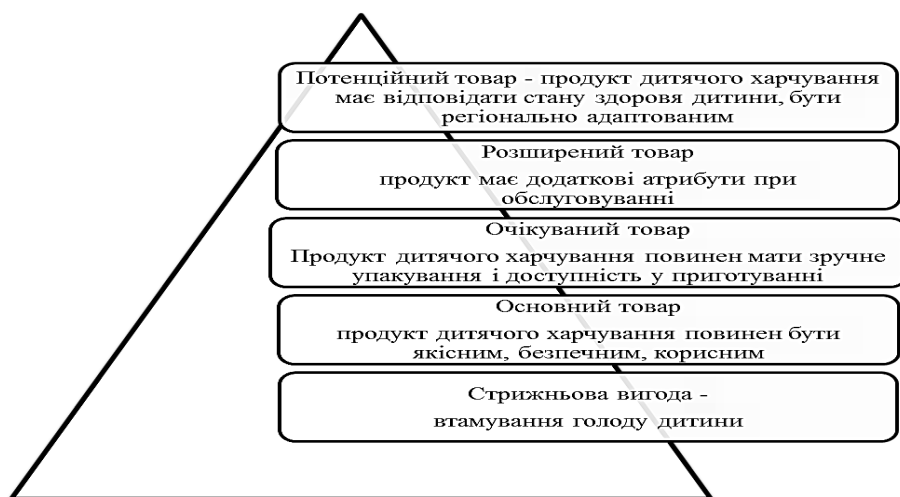 Потенційний товар - продукт дитячого харчування
має відповідати стану здоровя дитини, бути
регіонально адаптованим
Розширений товар
продукт має додаткові атрибути при
обслуговуванні
Очікуваний товар
Продукт дитячого харчування повинен мати зручне
упакування і доступність у приготуванні
Основний товар
продукт дитячого харчування повинен бути
якісним, безпечним, корисним
Стрижньова вигода -
втамування голоду дитини